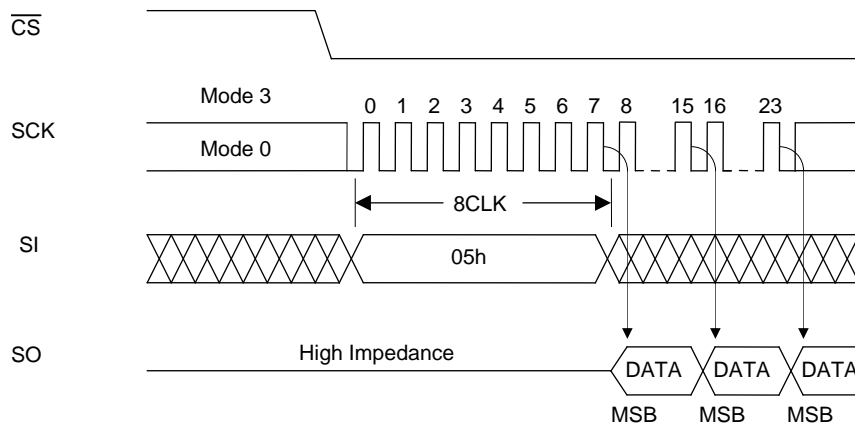 CS
Mode 3
0 1 2 3 4 5 6 7 8 15 16 23
SCK
Mode 0
8CLK
SI
05h
SO
High Impedance
DATA DATA DATA
MSB MSB MSB